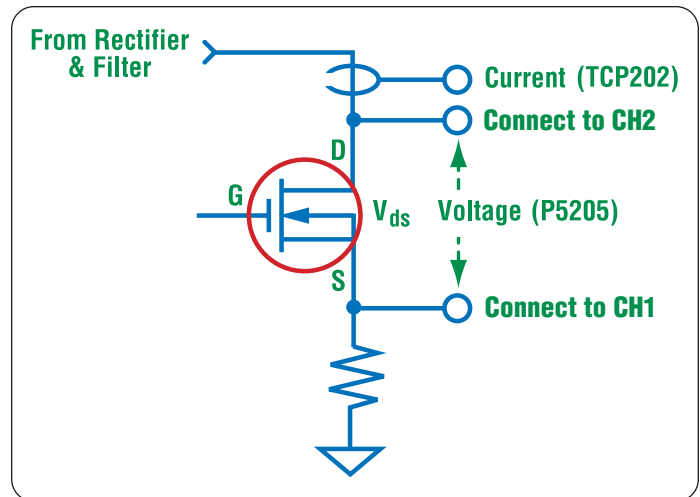 From Rectifier
& Filter
Current (TCP202)
Connect to CH2
D
G
Vds
Voltage (P5205)
S
Connect to CH1